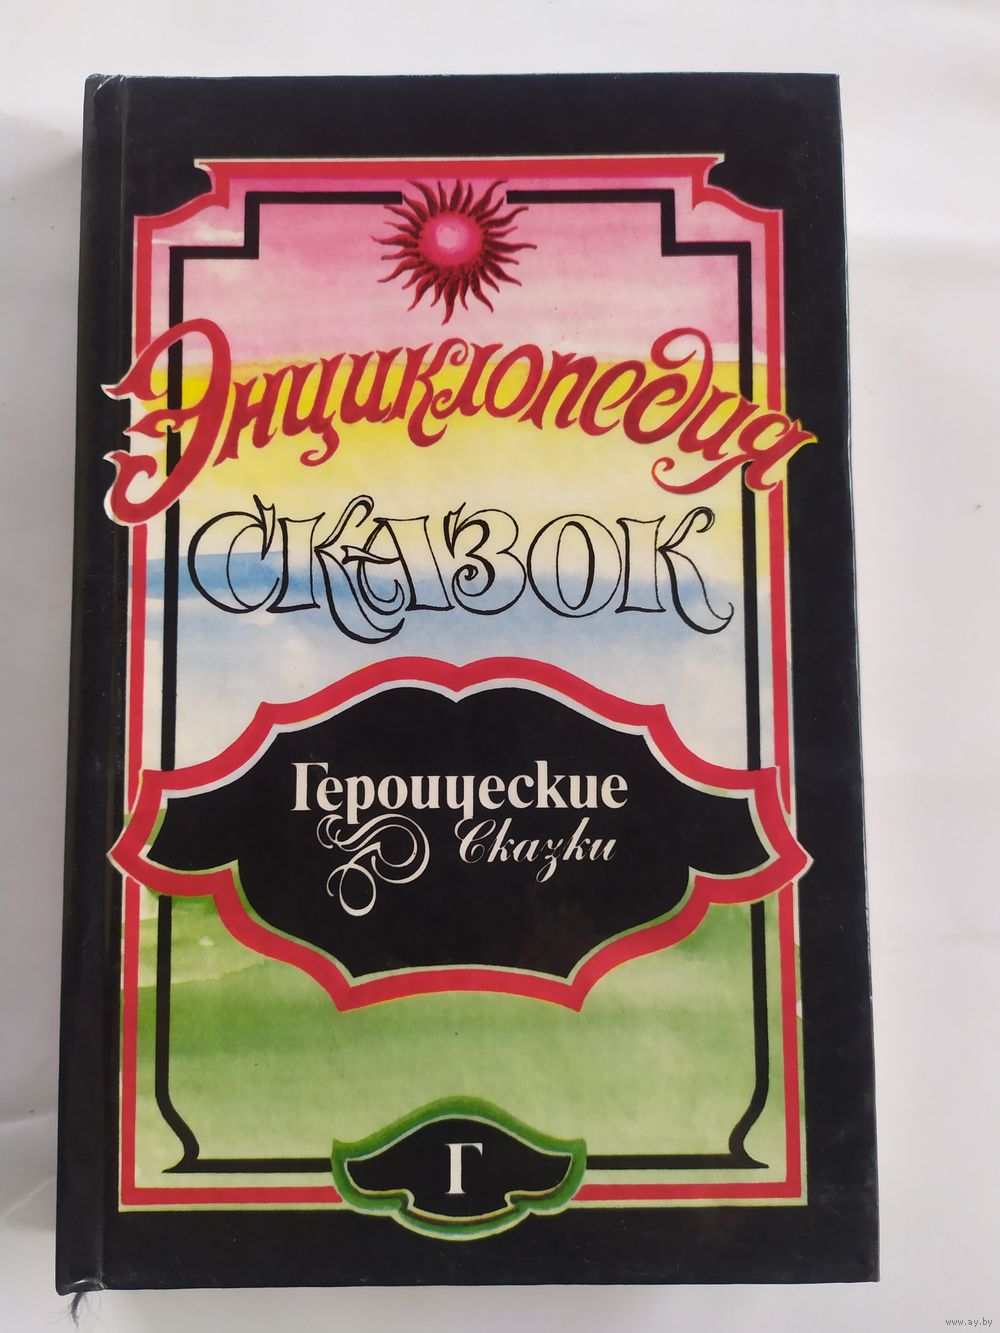 Энциклопедия
СКАЗОК
Героические
Сказки
Г
www.ay.by